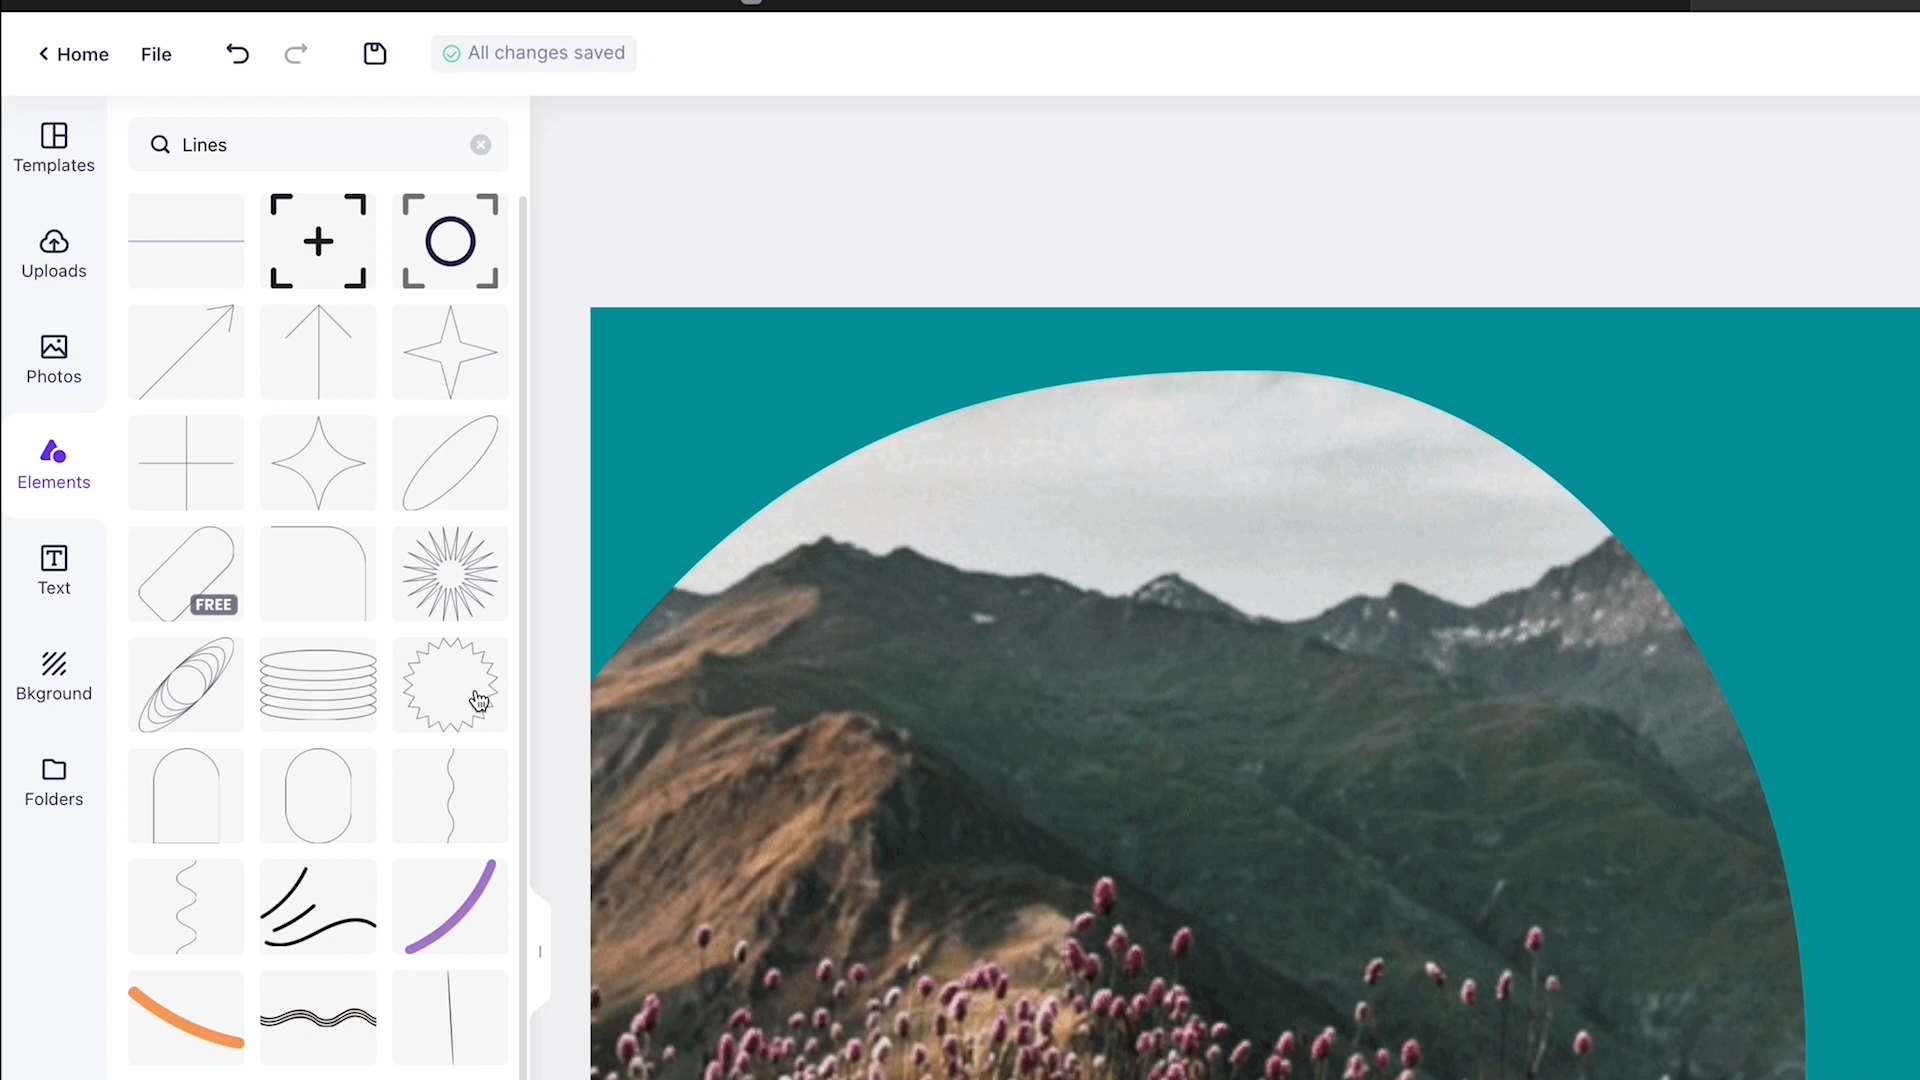 Home
File
All changes saved
Lines
Templates
Uploads
Photos
Elements
FREE
Text
Bkground
Folders